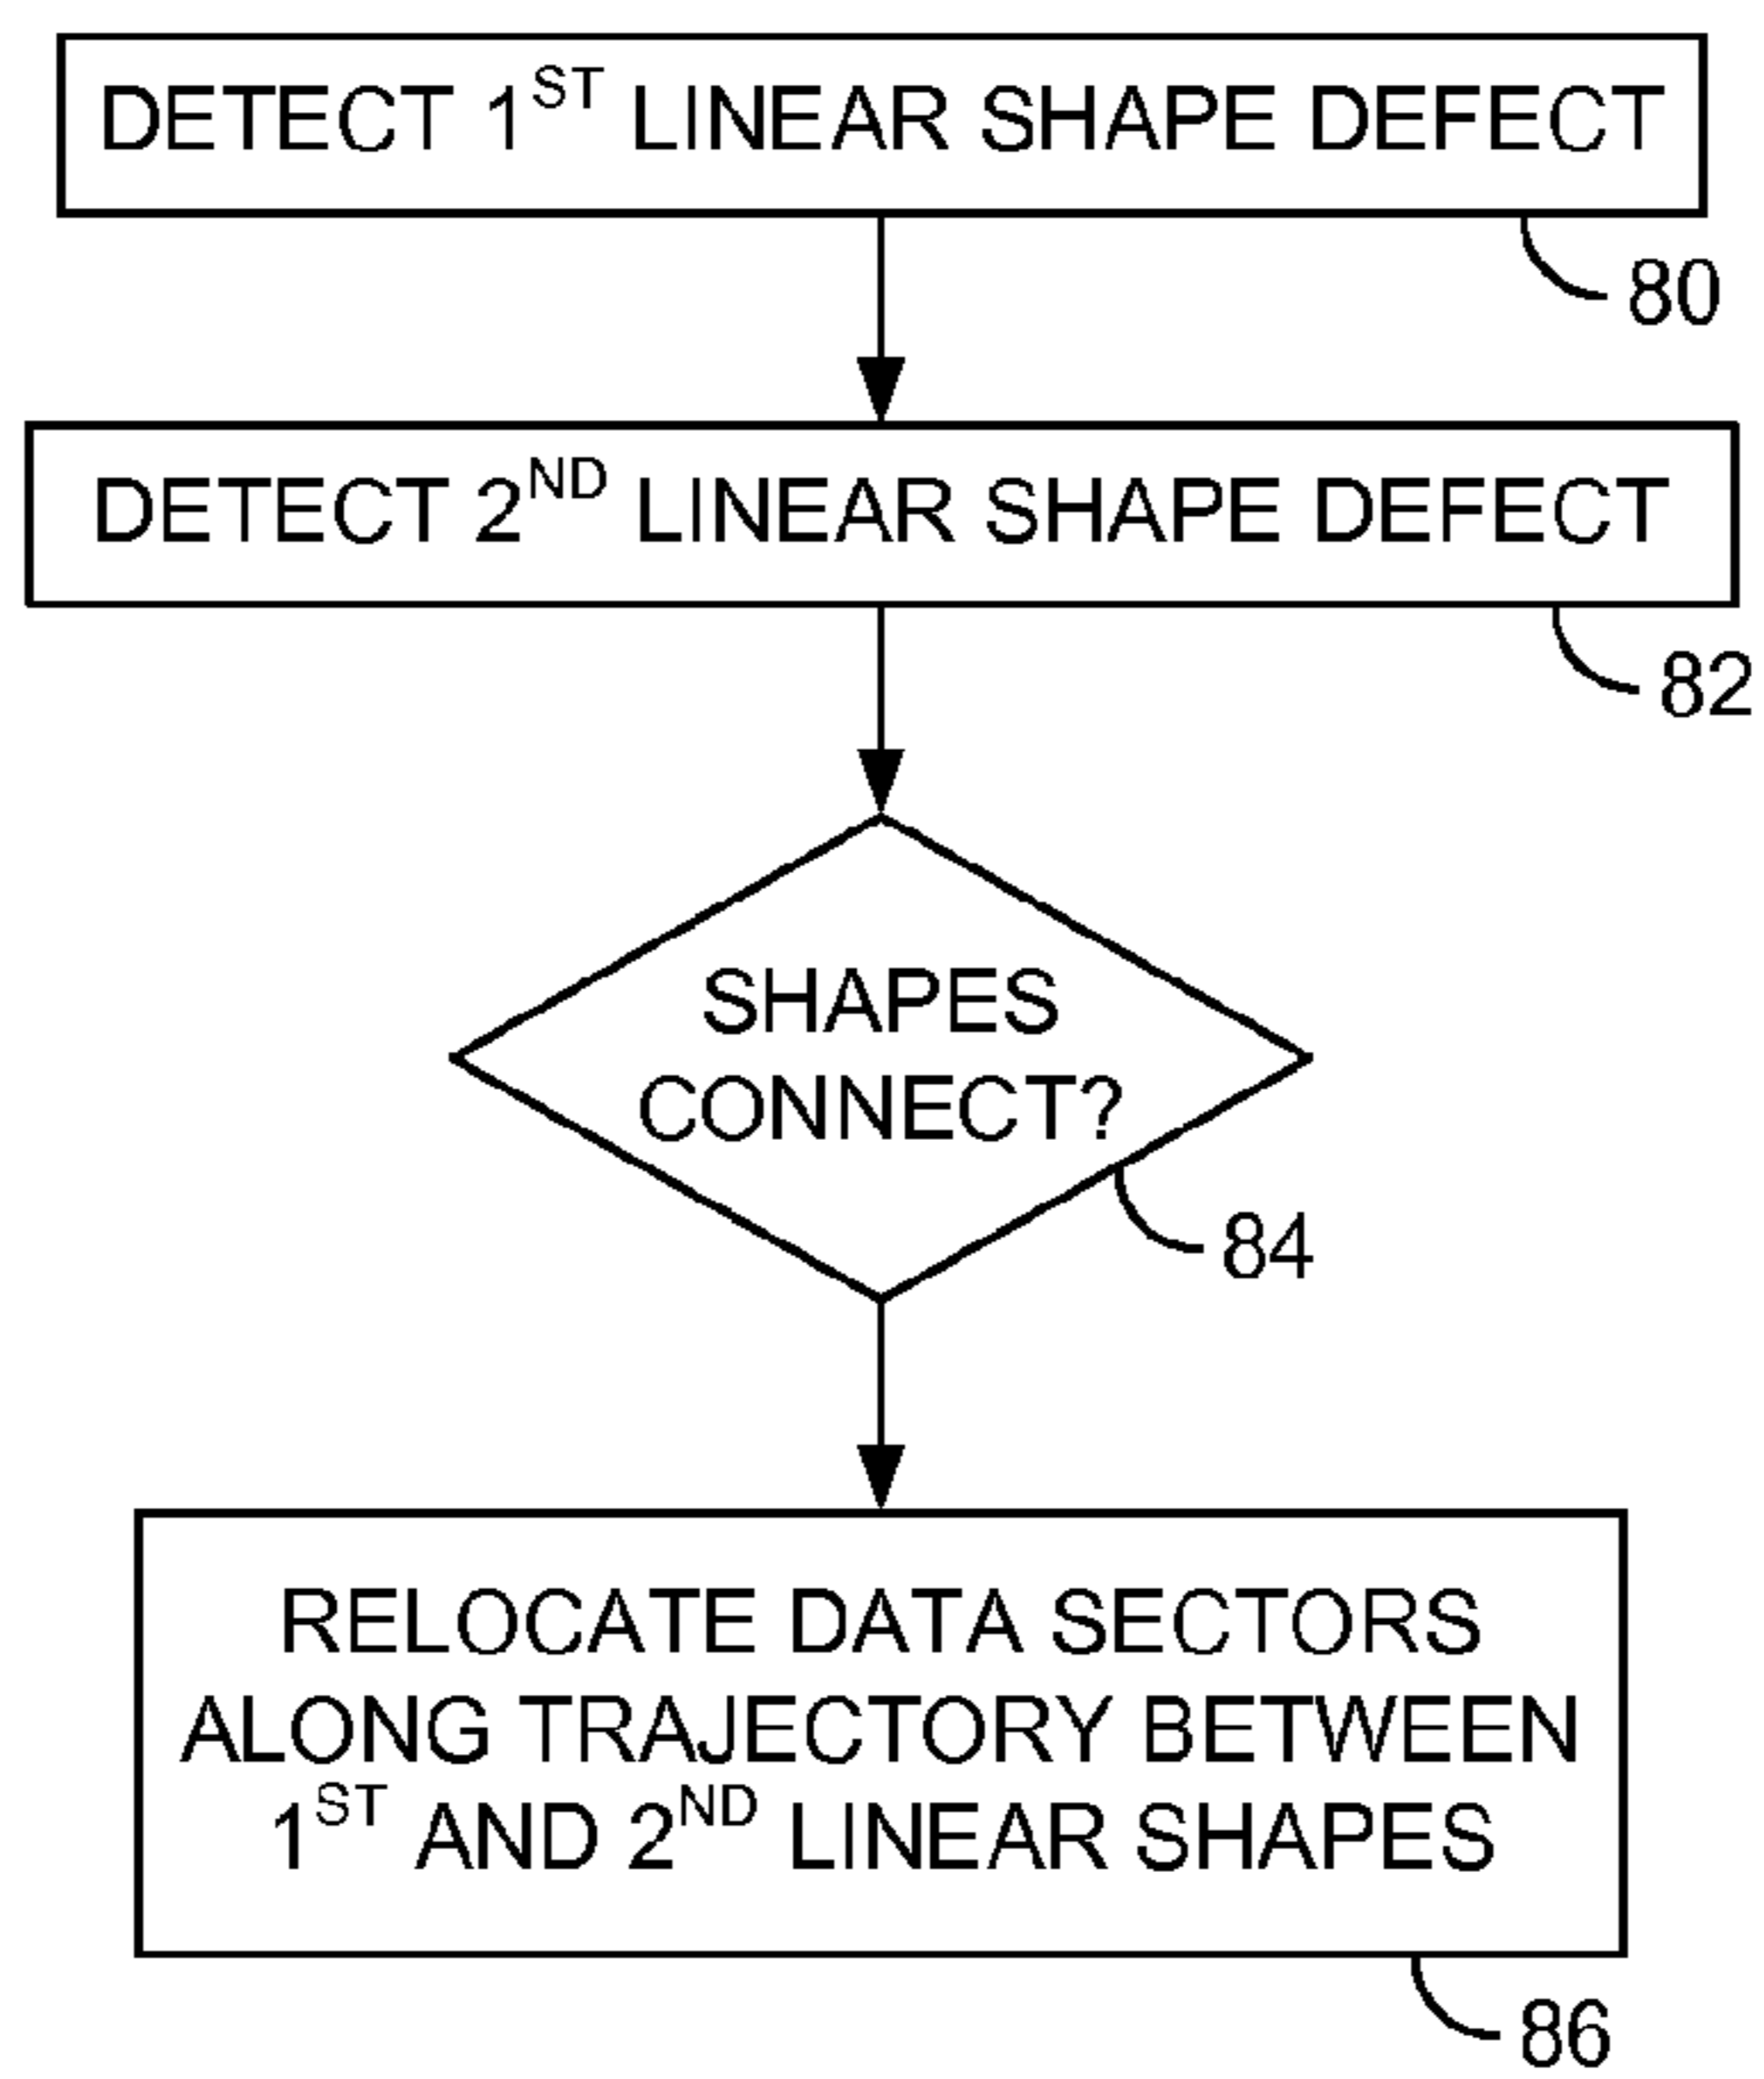 DETECT 1ST LINEAR SHAPE DEFECT
80
DETECT 2ND LINEAR SHAPE DEFECT
82
SHAPES
CONNECT?
84
RELOCATE DATA SECTORS
ALONG TRAJECTORY BETWEEN
1ST AND 2ND LINEAR SHAPES
86